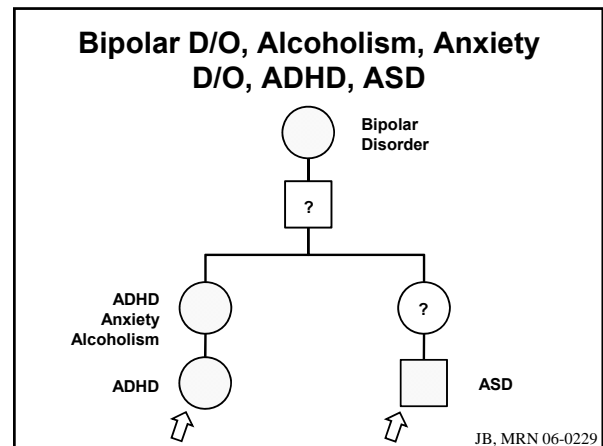 Bipolar D/O, Alcoholism, Anxiety
D/O, ADHD, ASD
Bipolar
Disorder
?
ADHD
Anxiety
Alcoholism
?
ADHD
ASD
JB, MRN 06-0229